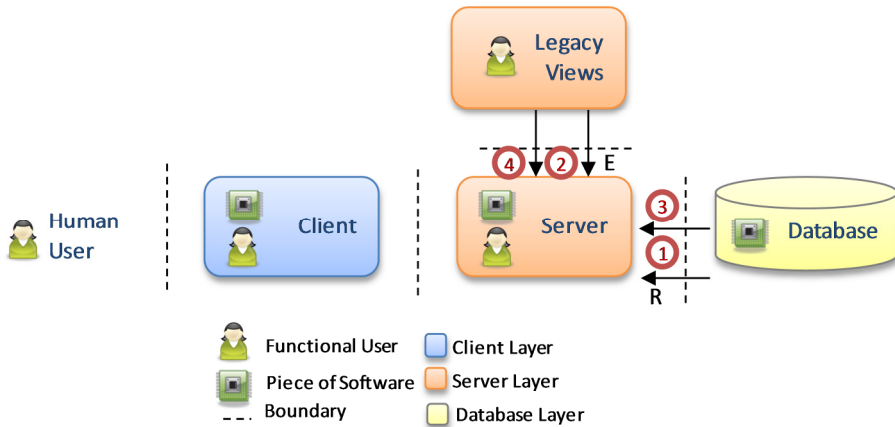 Legacy
Views
4
2
E
Human
User
Client
Server
3
Database
1
R
Functional User
Client Layer
Piece of Software
Server Layer
Boundary
Database Layer